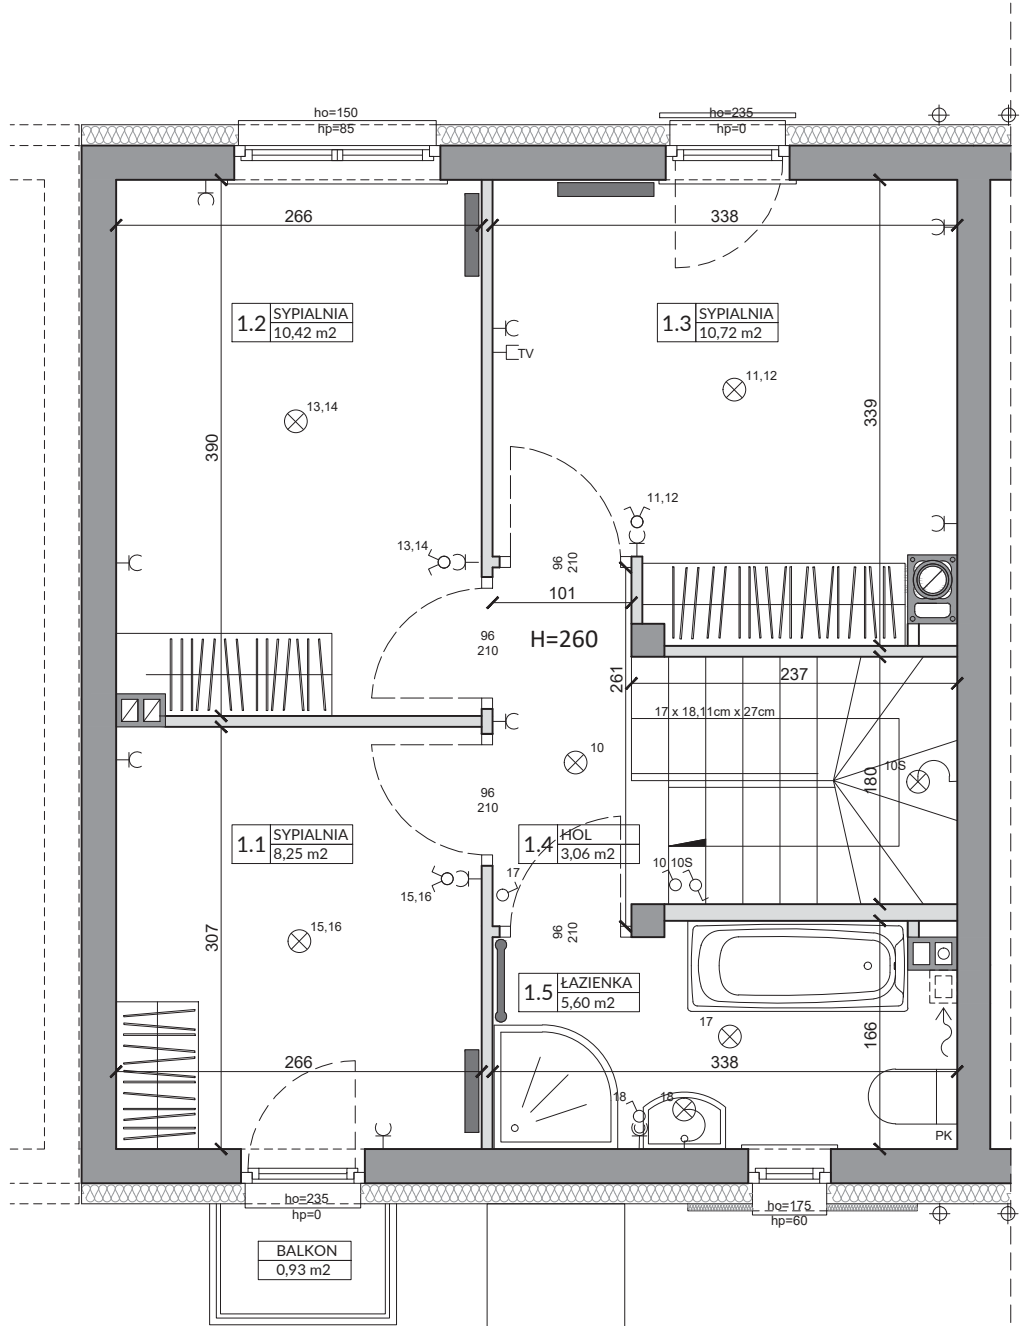 ho=150
hp=85
ho=235
hp=0
266
338
1.2
SYPIALNIA
10,42 m2
1.3
SYPIALNIA
10,72 m2
TV
11,12
13,14
339
390
11,12
13,14
96
210
101
H=260
96
210
261
237
17 x 18,11cm x 27cm
10
10S
180
96
210
1.1
SYPIALNIA
8,25 m2
1.4
HOL
3,06 m2
10
10S
17
15,16
15,16
307
96
210
1.5
ŁAZIENKA
5,60 m2
17
166
266
338
18
18
PK
ho=235
hp=0
ho=175
hp=60
BALKON
0,93 m2